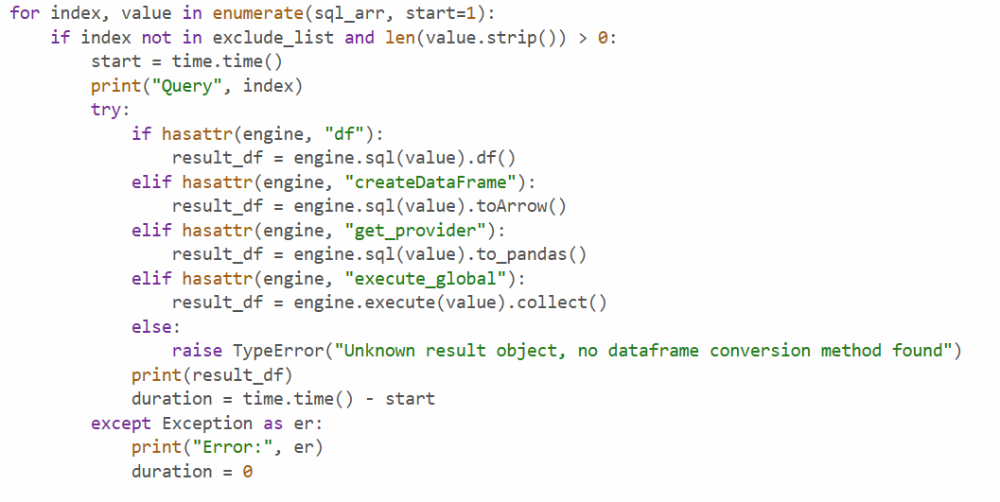 for index, value in enumerate(sql_arr, start=1):
    if index not in exclude_list and len(value.strip()) > 0:
        start = time.time()
        print("Query", index)
        try:
            if hasattr(engine, "df"):
                result_df = engine.sql(value).df()
            elif hasattr(engine, "createDataFrame"):
                result_df = engine.sql(value).toArrow()
            elif hasattr(engine, "get_provider"):
                result_df = engine.sql(value).to_pandas()
            elif hasattr(engine, "execute_global"):
                result_df = engine.execute(value).collect()
            else:
                raise TypeError("Unknown result object, no dataframe conversion method found")
            print(result_df)
            duration = time.time() - start
        except Exception as er:
            print("Error:", er)
            duration = 0